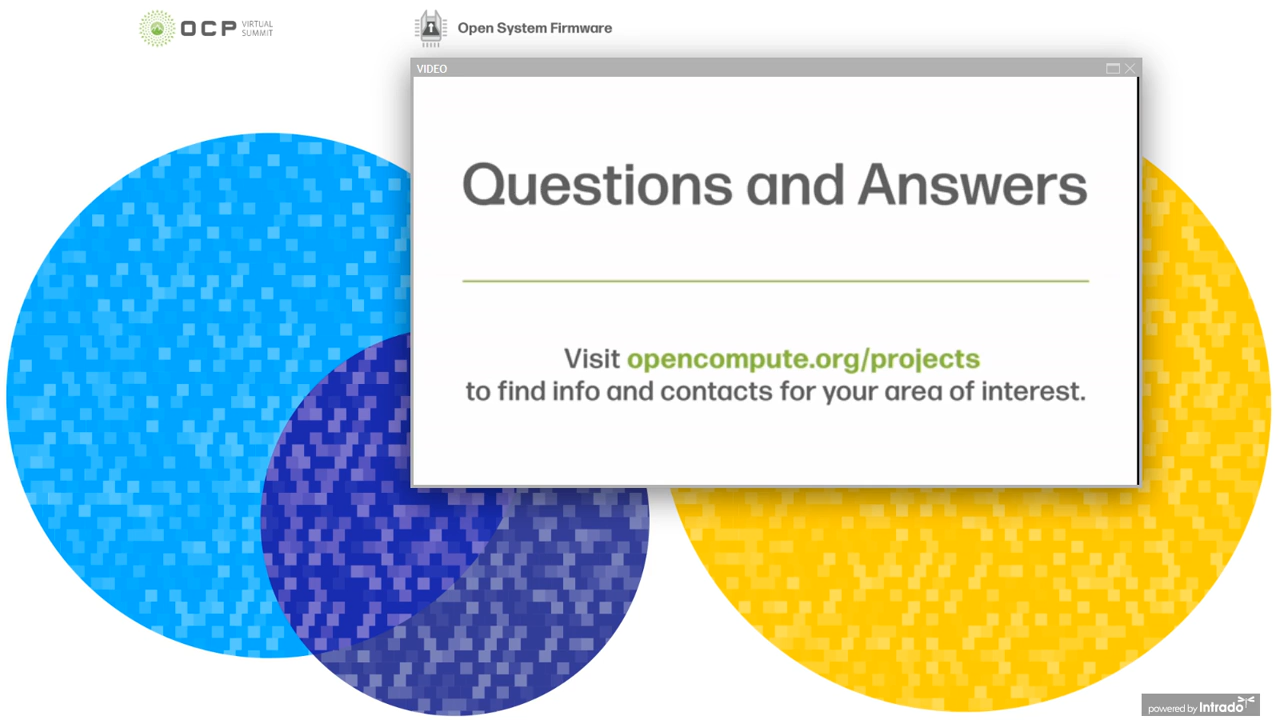 OCP VIRTUAL SUMMIT
Open System Firmware
VIDEO
Questions and Answers
Visit opencompute.org/projects
to find info and contacts for your area of interest.
powered by Intrado